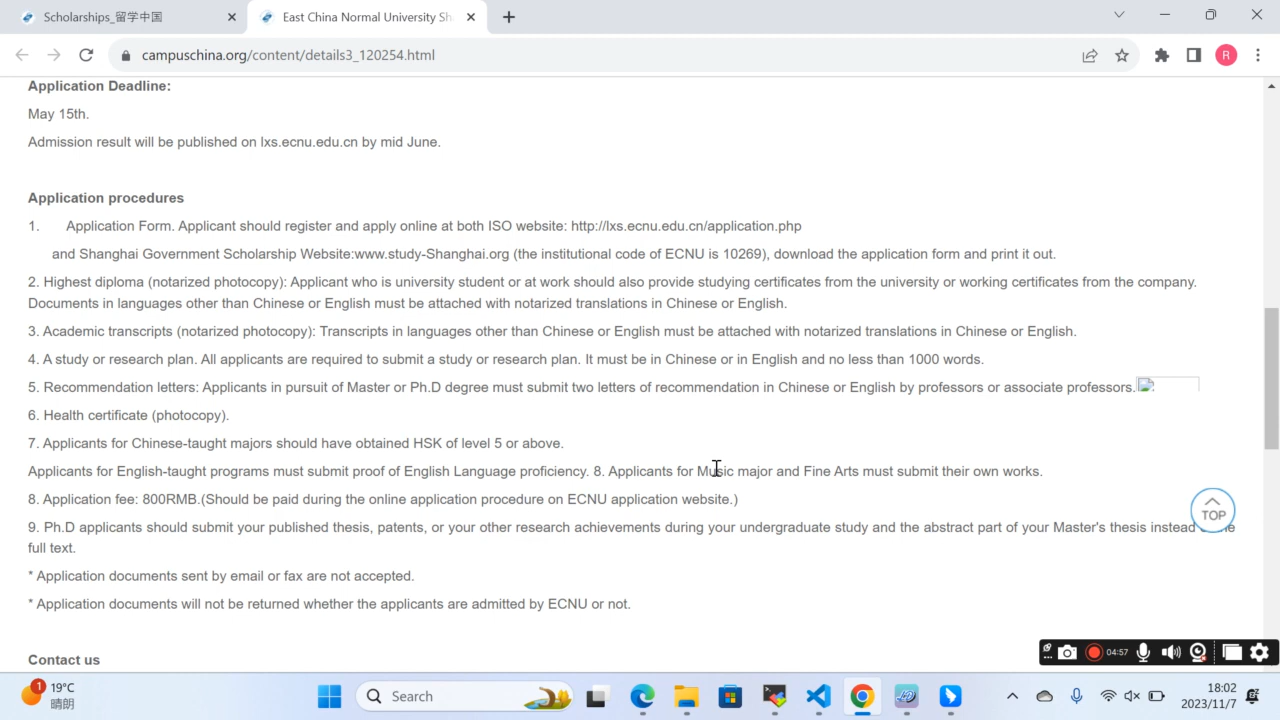 Scholarships_留学中国
East China Normal University Sh
campuschina.org/content/details3_120254.html
R
Application Deadline:
May 15th.
Admission result will be published on lxs.ecnu.edu.cn by mid June.
Application procedures
1. Application Form. Applicant should register and apply online at both ISO website: http://lxs.ecnu.edu.cn/application.php
and Shanghai Government Scholarship Website:www.study-Shanghai.org (the institutional code of ECNU is 10269), download the application form and print it out.
2. Highest diploma (notarized photocopy): Applicant who is university student or at work should also provide studying certificates from the university or working certificates from the company.
Documents in languages other than Chinese or English must be attached with notarized translations in Chinese or English.
3. Academic transcripts (notarized photocopy): Transcripts in languages other than Chinese or English must be attached with notarized translations in Chinese or English.
4. A study or research plan. All applicants are required to submit a study or research plan. It must be in Chinese or in English and no less than 1000 words.
5. Recommendation letters: Applicants in pursuit of Master or Ph.D degree must submit two letters of recommendation in Chinese or English by professors or associate professors.
6. Health certificate (photocopy).
7. Applicants for Chinese-taught majors should have obtained HSK of level 5 or above.
Applicants for English-taught programs must submit proof of English Language proficiency. 8. Applicants for Music major and Fine Arts must submit their own works.
8. Application fee: 800RMB.(Should be paid during the online application procedure on ECNU application website.)
TOP
9. Ph.D applicants should submit your published thesis, patents, or your other research achievements during your undergraduate study and the abstract part of your Master's thesis instead
full text.
* Application documents sent by email or fax are not accepted.
* Application documents will not be returned whether the applicants are admitted by ECNU or not.
Contact us
04:57
1
19°C
晴朗
Search
18:02
2023/11/7